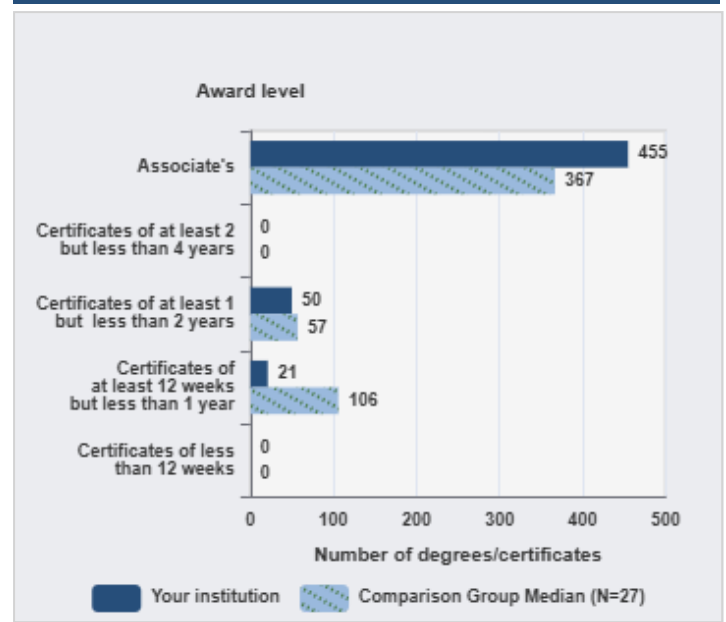 Award level
Associate's
455
367
Certificates of at least 2
but less than 4 years
0
0
Certificates of at least 1
but less than 2 years
50
57
Certificates of
at least 12 weeks
but less than 1 year
21
106
Certificates of less
than 12 weeks
0
0
0 100 200 300 400 500
Number of degrees/certificates
Your institution Comparison Group Median (N=27)